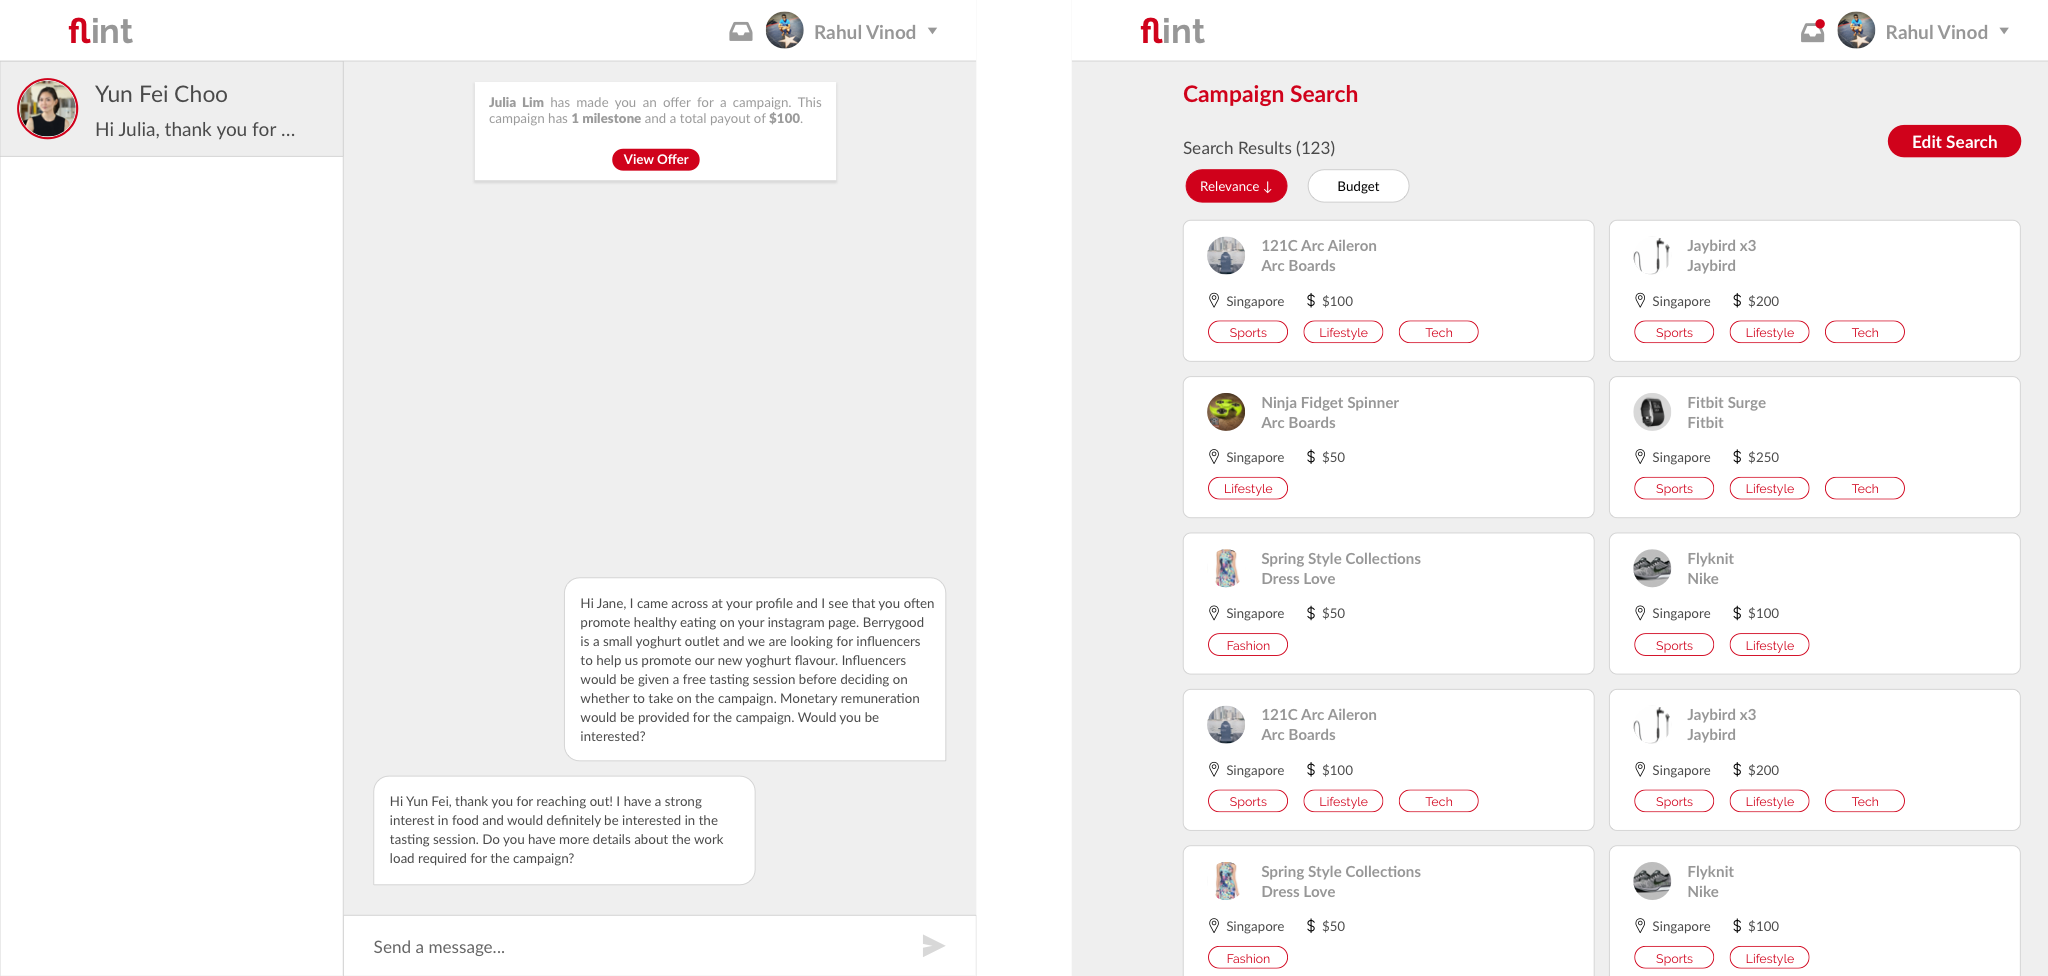 flint
Rahul Vinod
Yun Fei Choo
Hi Julia, thank you for ...
Julia Lim has made you an offer for a campaign. This
campaign has 1 milestone and a total payout of $100.
View Offer
Hi Jane, I came across at your profile and I see that you often
promote healthy eating on your instagram page. Berrygood
is a small yoghurt outlet and we are looking for influencers
to help us promote our new yoghurt flavour. Influencers
would be given a free tasting session before deciding on
whether to take on the campaign. Monetary remuneration
would be provided for the campaign. Would you be
interested?
Hi Yun Fei, thank you for reaching out! I have a strong
interest in food and would definitely be interested in the
tasting session. Do you have more details about the work
load required for the campaign?
Send a message...
flint
Rahul Vinod
Campaign Search
Search Results (123)
Edit Search
Relevance ↓
Budget
121C Arc Aileron
Arc Boards
Singapore $ $100
Sports Lifestyle Tech
Jaybird x3
Jaybird
Singapore $ $200
Sports Lifestyle Tech
Ninja Fidget Spinner
Arc Boards
Singapore $ $50
Lifestyle
Fitbit Surge
Fitbit
Singapore $ $250
Sports Lifestyle Tech
Spring Style Collections
Dress Love
Singapore $ $50
Fashion
Flyknit
Nike
Singapore $ $100
Sports Lifestyle
121C Arc Aileron
Arc Boards
Singapore $ $100
Sports Lifestyle Tech
Jaybird x3
Jaybird
Singapore $ $200
Sports Lifestyle Tech
Spring Style Collections
Dress Love
Singapore $ $50
Fashion
Flyknit
Nike
Singapore $ $100
Sports Lifestyle